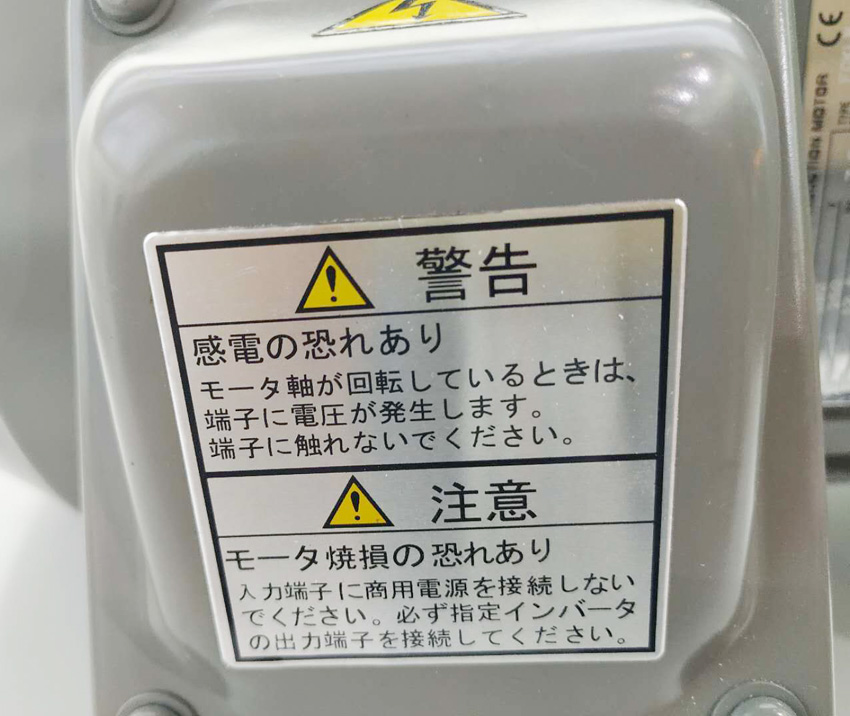 警告
感電の恐れあり
モータ軸が回転しているときは、
端子に電圧が発生します。
端子に触れないでください。
注意
モータ焼損の恐れあり
入力端子に商用電源を接続しない
でください。必ず指定インバータ
の出力端子を接続してください。
CE
MOTOR
TYPE